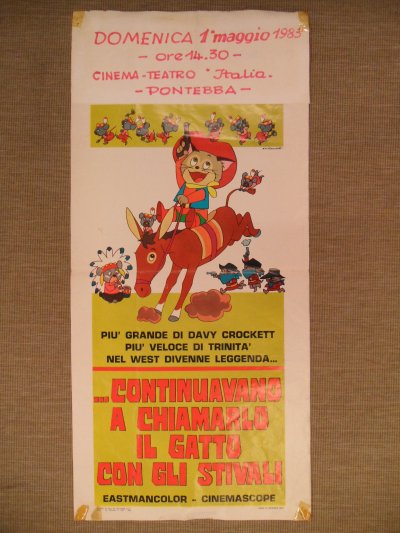 DOMENICA 1° maggio 1983
- ore 14.30 -
CINEMA-TEATRO "Italia-
- PONTEBBA -
PIU' GRANDE DI DAVY CROCKETT
PIU' VELOCE DI TRINITA'
NEL WEST DIVENNE LEGGENDA...
...CONTINUAVANO
A CHIAMARLO
IL GATTO
CON GLI STIVALI
EASTMANCOLOR - CINEMASCOPE